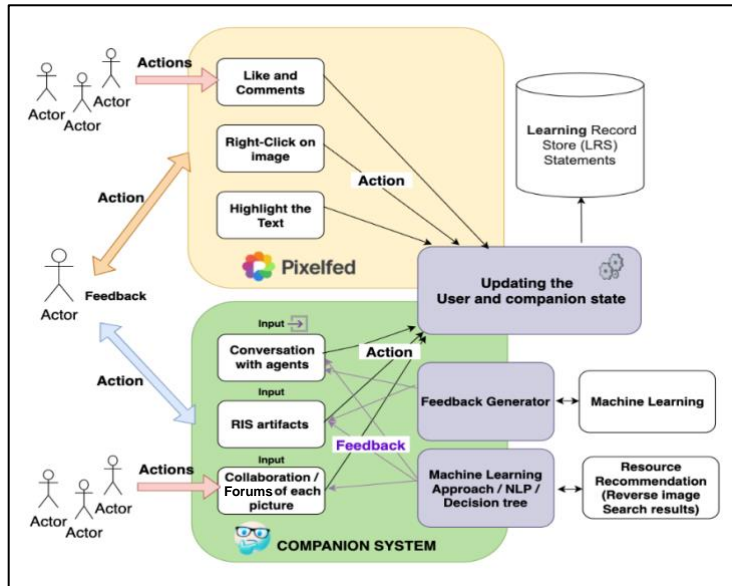 Actions
Actor
Actor
Actor
Like and
Comments
Right-Click on
image
Highlight the
Text
Action
Pixelfed
Learning Record
Store (LRS)
Statements
Action
Actor
Feedback
Action
Updating the
User and companion state
Input
Conversation
with agents
Action
Input
RIS artifacts
Feedback
Input
Collaboration /
Forums of each
picture
Feedback Generator
Machine Learning
Machine Learning
Approach / NLP /
Decision tree
Resource
Recommendation
(Reverse image
Search results)
Actions
Actor
Actor
Actor
COMPANION SYSTEM